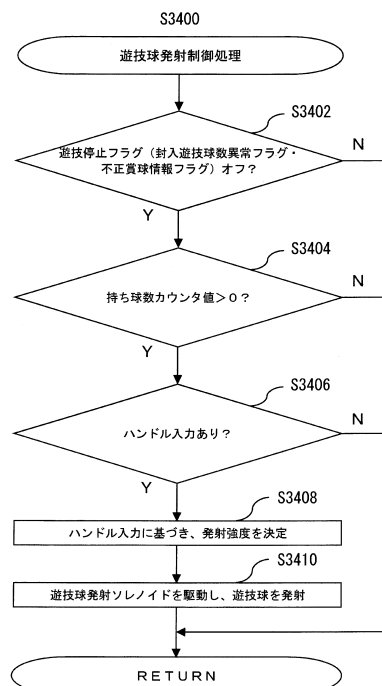 S3400
遊技球発射制御処理
S3402
遊技停止フラグ（封入遊技球数異常フラグ・
不正賞球情報フラグ）オフ？
N
Y
S3404
持ち球数カウンタ値＞0？
N
Y
S3406
ハンドル入力あり？
N
Y
S3408
ハンドル入力に基づき、発射強度を決定
S3410
遊技球発射ソレノイドを駆動し、遊技球を発射
RETURN